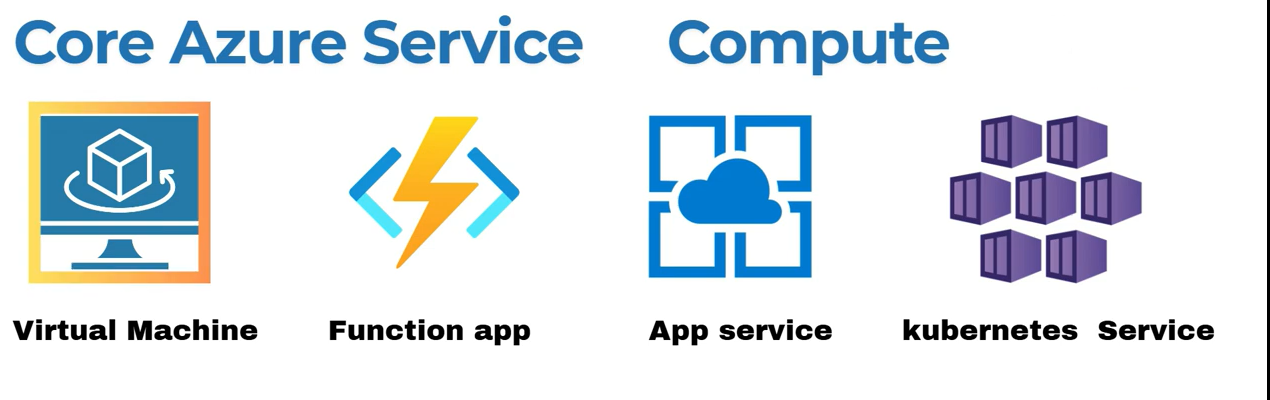 Core Azure Service Compute
Virtual Machine Function app App service kubernetes Service